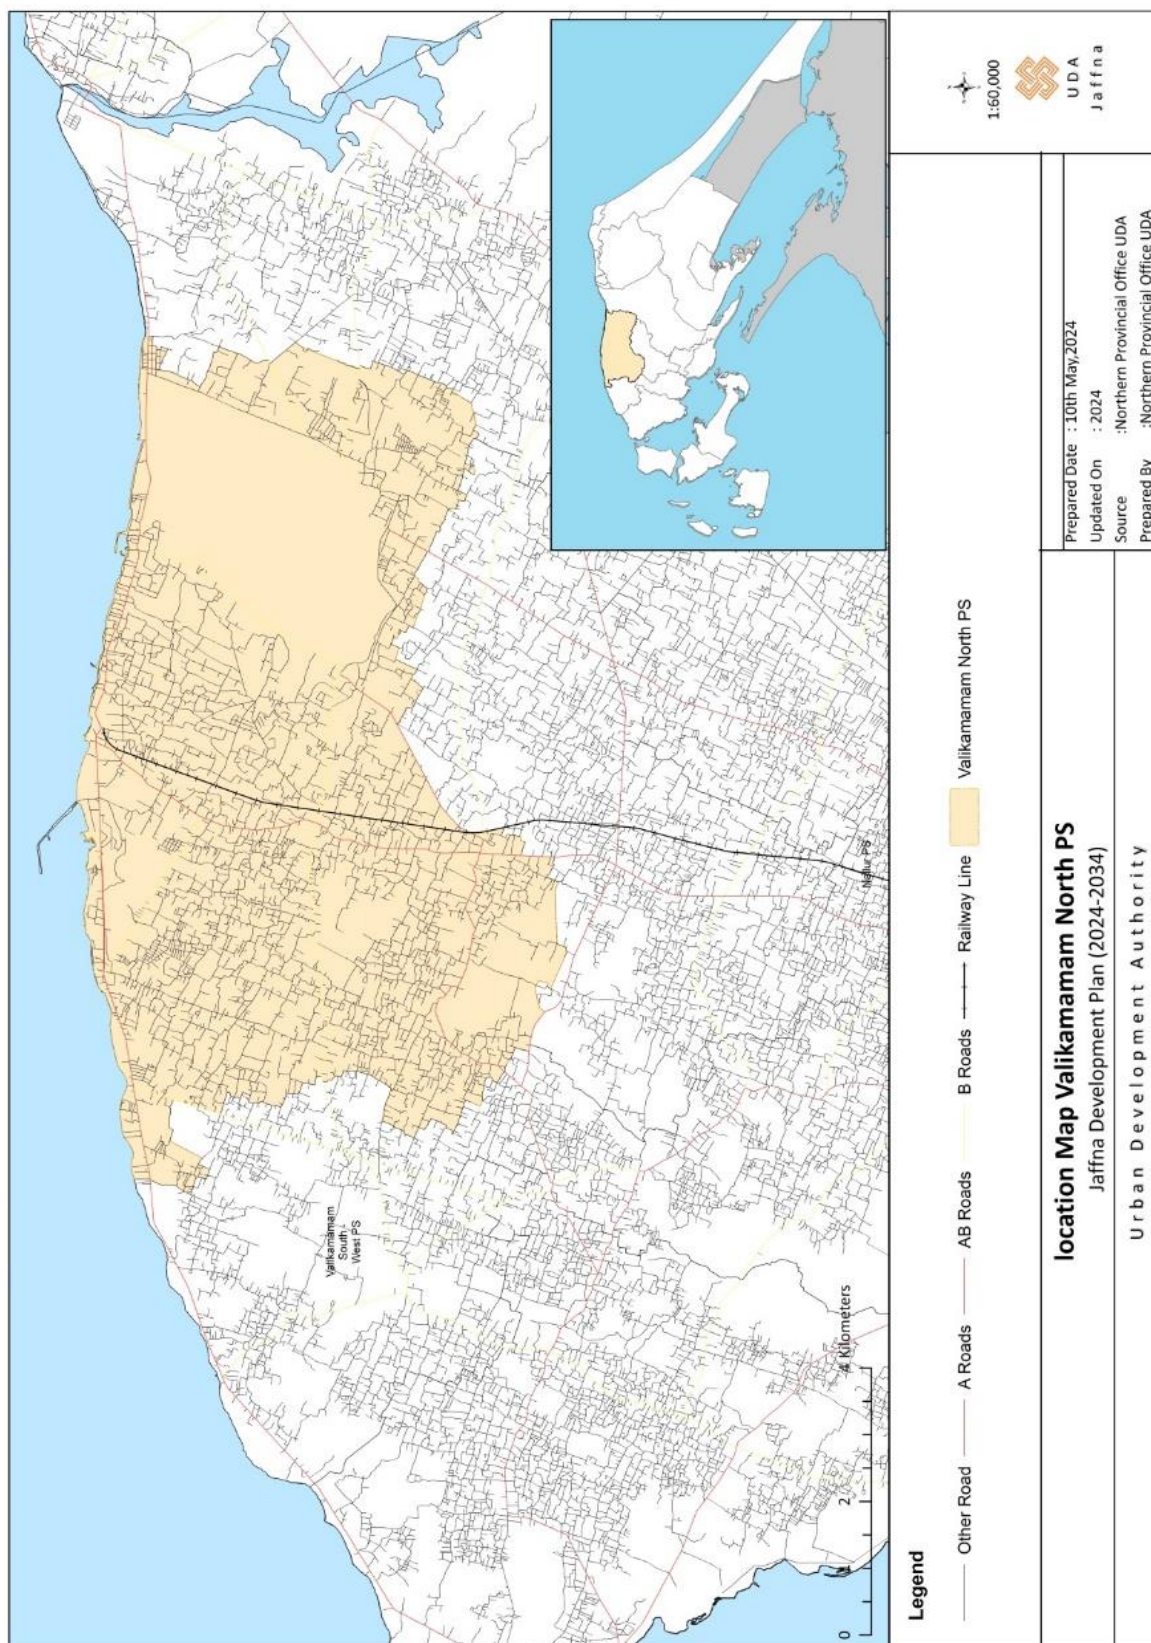 Valikamamam
South -
West PS
Nallur PS
0
2
4 Kilometers
Legend
Other Road
A Roads
AB Roads
B Roads
Railway Line
Valikamamam North PS
location Map Valikamamam North PS
Jaffna Development Plan (2024-2034)
Urban Development Authority
Prepared Date : 10th May,2024
Updated On : 2024
Source :Northern Provincial Office UDA
Prepared By :Northern Provincial Office UDA
1:60,000
UDA
Jaffna